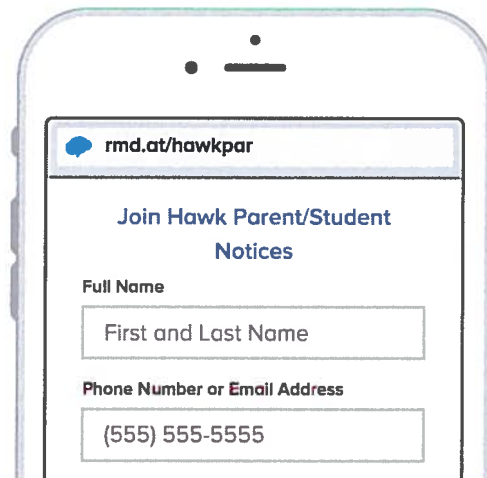 rmd.at/hawkpar
Join Hawk Parent/Student
Notices
Full Name
First and Last Name
Phone Number or Email Address
(555) 555-5555